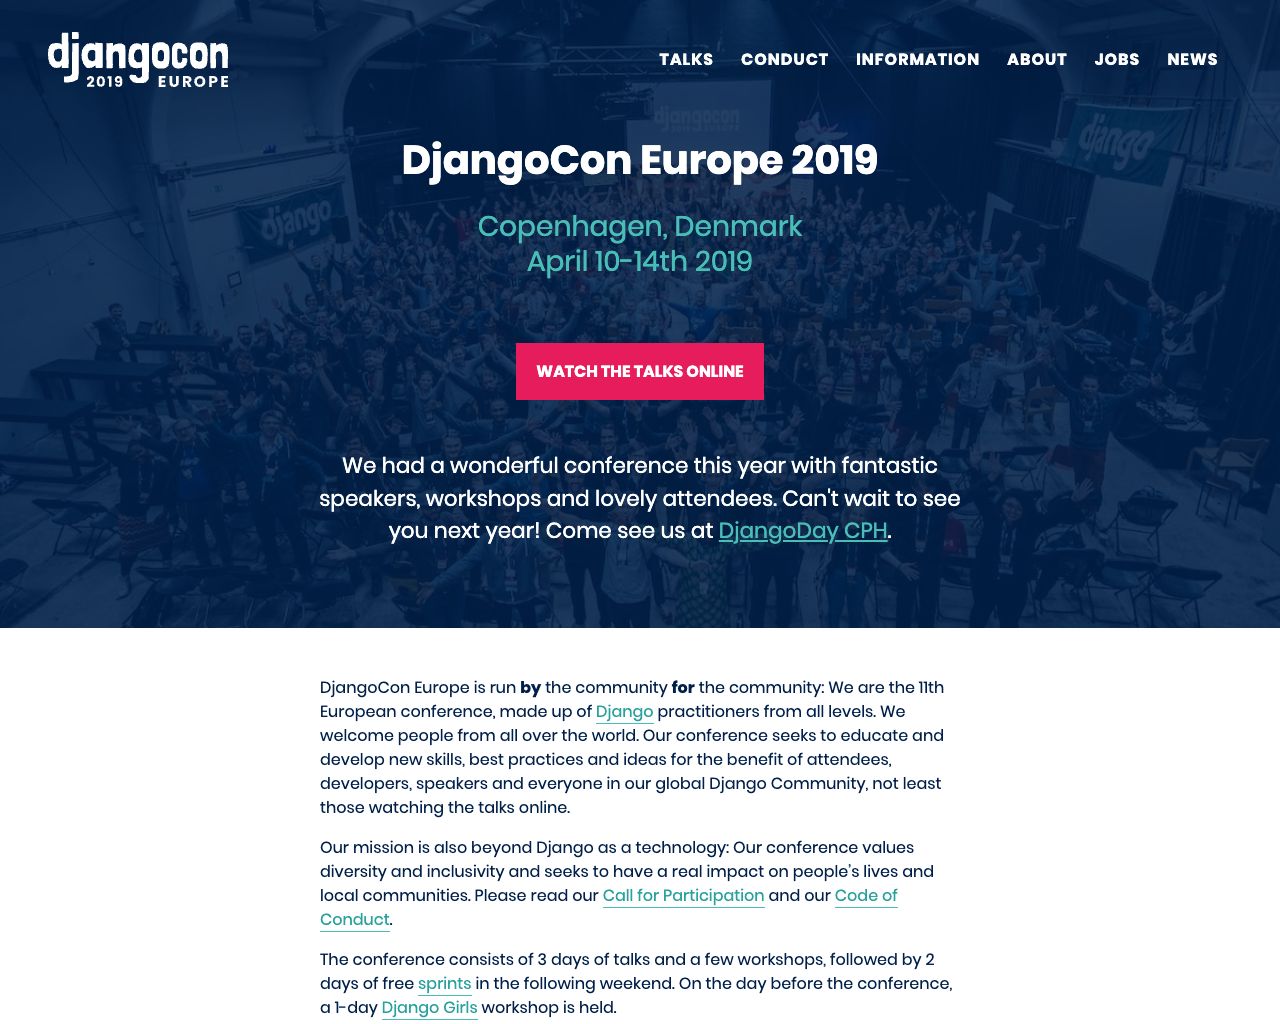 djangocon
2019 EUROPE
TALKS CONDUCT INFORMATION ABOUT JOBS NEWS
djangocon
2019 EUROPE
django
django
DjangoCon Europe 2019
Copenhagen, Denmark
April 10-14th 2019
WATCH THE TALKS ONLINE
We had a wonderful conference this year with fantastic
speakers, workshops and lovely attendees. Can't wait to see
you next year! Come see us at DjangoDay CPH.
DjangoCon Europe is run by the community for the community: We are the 11th
European conference, made up of Django practitioners from all levels. We
welcome people from all over the world. Our conference seeks to educate and
develop new skills, best practices and ideas for the benefit of attendees,
developers, speakers and everyone in our global Django Community, not least
those watching the talks online.
Our mission is also beyond Django as a technology: Our conference values
diversity and inclusivity and seeks to have a real impact on people’s lives and
local communities. Please read our Call for Participation and our Code of
Conduct.
The conference consists of 3 days of talks and a few workshops, followed by 2
days of free sprints in the following weekend. On the day before the conference,
a 1-day Django Girls workshop is held.